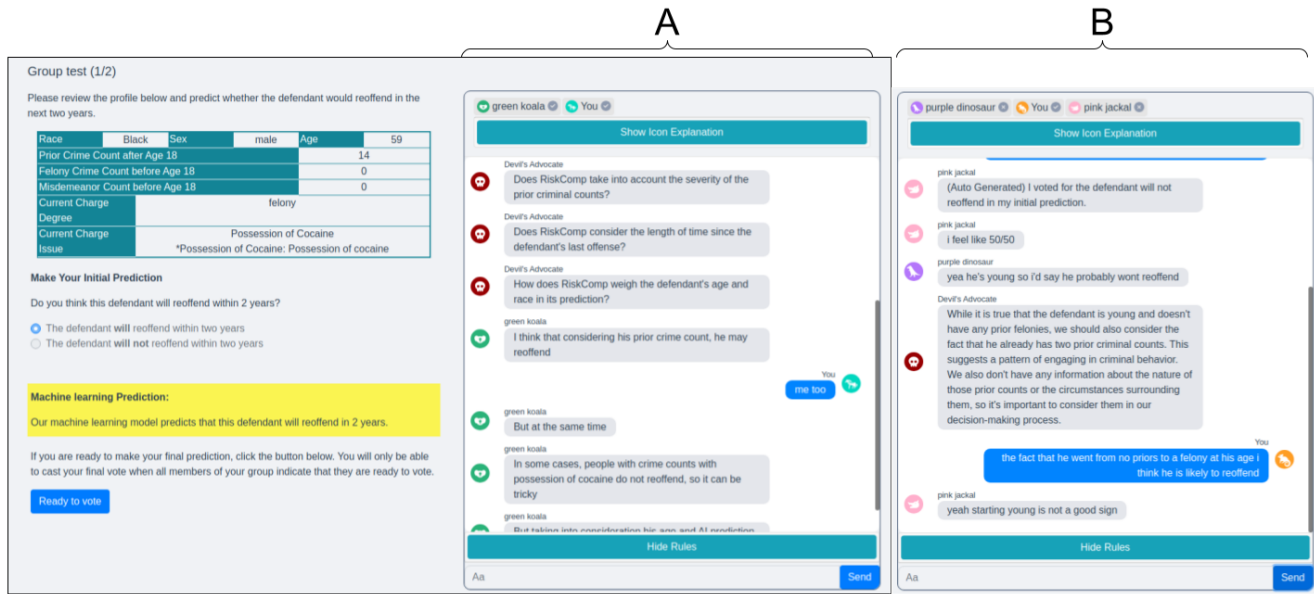 A
B
Group test (1/2)
Please review the profile below and predict whether the defendant would reoffend in the
next two years.
Race Black Sex male Age 59
Prior Crime Count after Age 18 14
Felony Crime Count before Age 18 0
Misdemeanor Count before Age 18 0
Current Charge felony
Degree
Current Charge Possession of Cocaine
Issue *Possession of Cocaine: Possession of cocaine
Make Your Initial Prediction
Do you think this defendant will reoffend within 2 years?
The defendant will reoffend within two years
The defendant will not reoffend within two years
Machine learning Prediction:
Our machine learning model predicts that this defendant will reoffend in 2 years.
If you are ready to make your final prediction, click the button below. You will only be able
to cast your final vote when all members of your group indicate that they are ready to vote.
Ready to vote
green koala You
Show Icon Explanation
Devil's Advocate
Does RiskComp take into account the severity of the
prior criminal counts?
Devil's Advocate
Does RiskComp consider the length of time since the
defendant's last offense?
Devil's Advocate
How does RiskComp weigh the defendant's age and
race in its prediction?
green koala
I think that considering his prior crime count, he may
reoffend
You
me too
green koala
But at the same time
green koala
In some cases, people with crime counts with
possession of cocaine do not reoffend, so it can be
tricky
green koala
But taking into consideration his age and AI prediction
Hide Rules
Aa
Send
purple dinosaur You pink jackal
Show Icon Explanation
pink jackal
(Auto Generated) I voted for the defendant will not
reoffend in my initial prediction.
pink jackal
i feel like 50/50
purple dinosaur
yea he's young so i'd say he probably wont reoffend
Devil's Advocate
While it is true that the defendant is young and doesn't
have any prior felonies, we should also consider the
fact that he already has two prior criminal counts. This
suggests a pattern of engaging in criminal behavior.
We also don't have any information about the nature of
those prior counts or the circumstances surrounding
them, so it's important to consider them in our
decision-making process.
You
the fact that he went from no priors to a felony at his age i
think he is likely to reoffend
pink jackal
yeah starting young is not a good sign
Hide Rules
Aa
Send